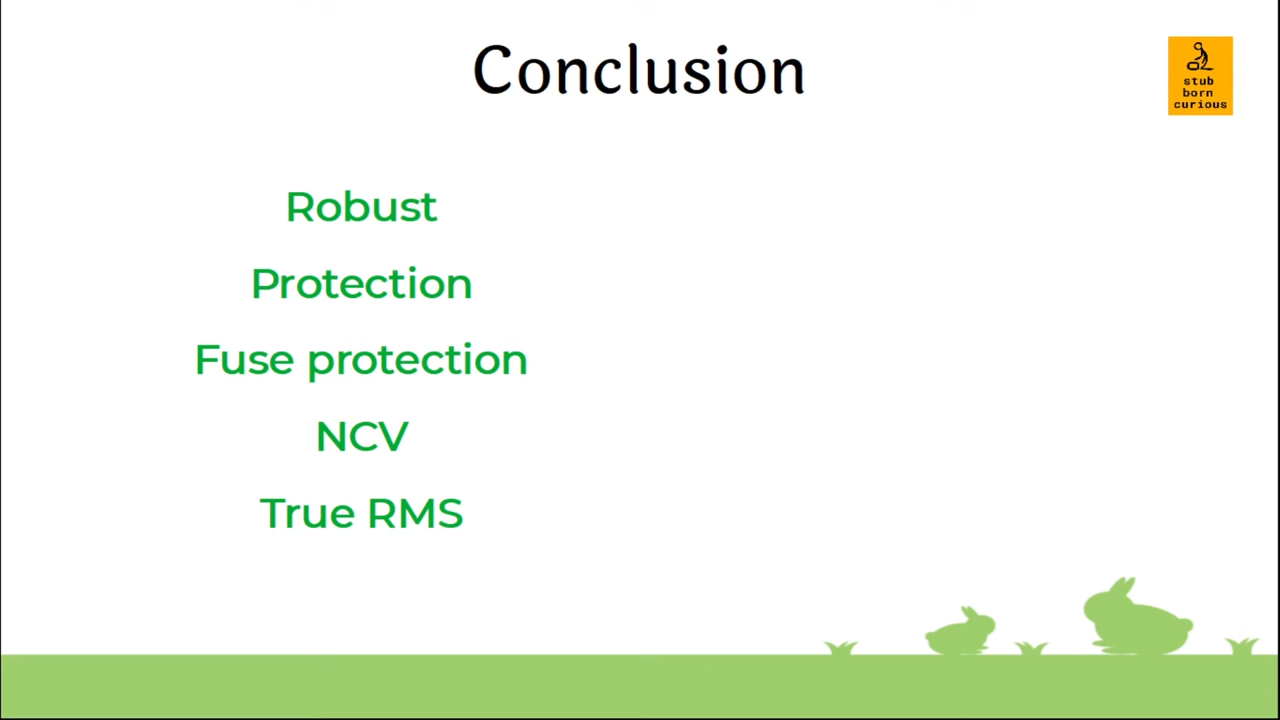 Conclusion
stub
born
curious
Robust
Protection
Fuse protection
NCV
True RMS